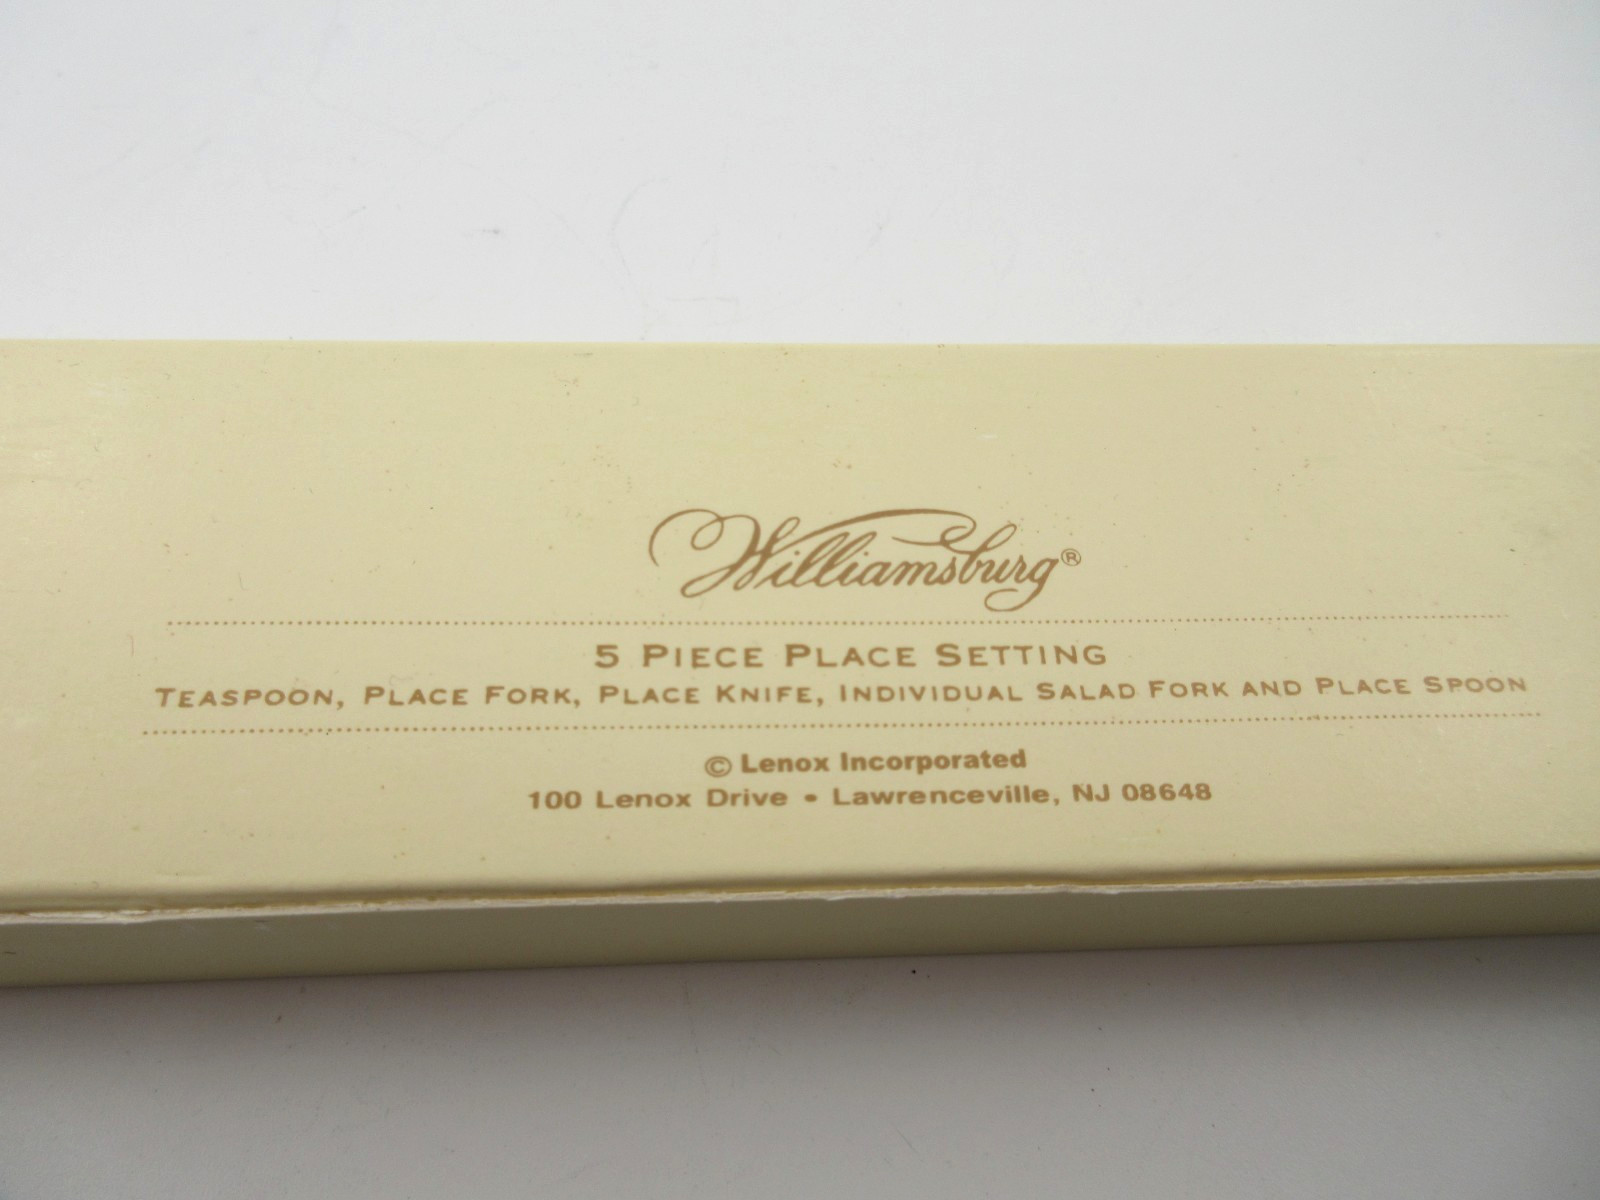 Williamsburg®
5 PIECE PLACE SETTING
TEASPOON, PLACE FORK, PLACE KNIFE, INDIVIDUAL SALAD FORK AND PLACE SPOON
© Lenox Incorporated
100 Lenox Drive • Lawrenceville, NJ 08648